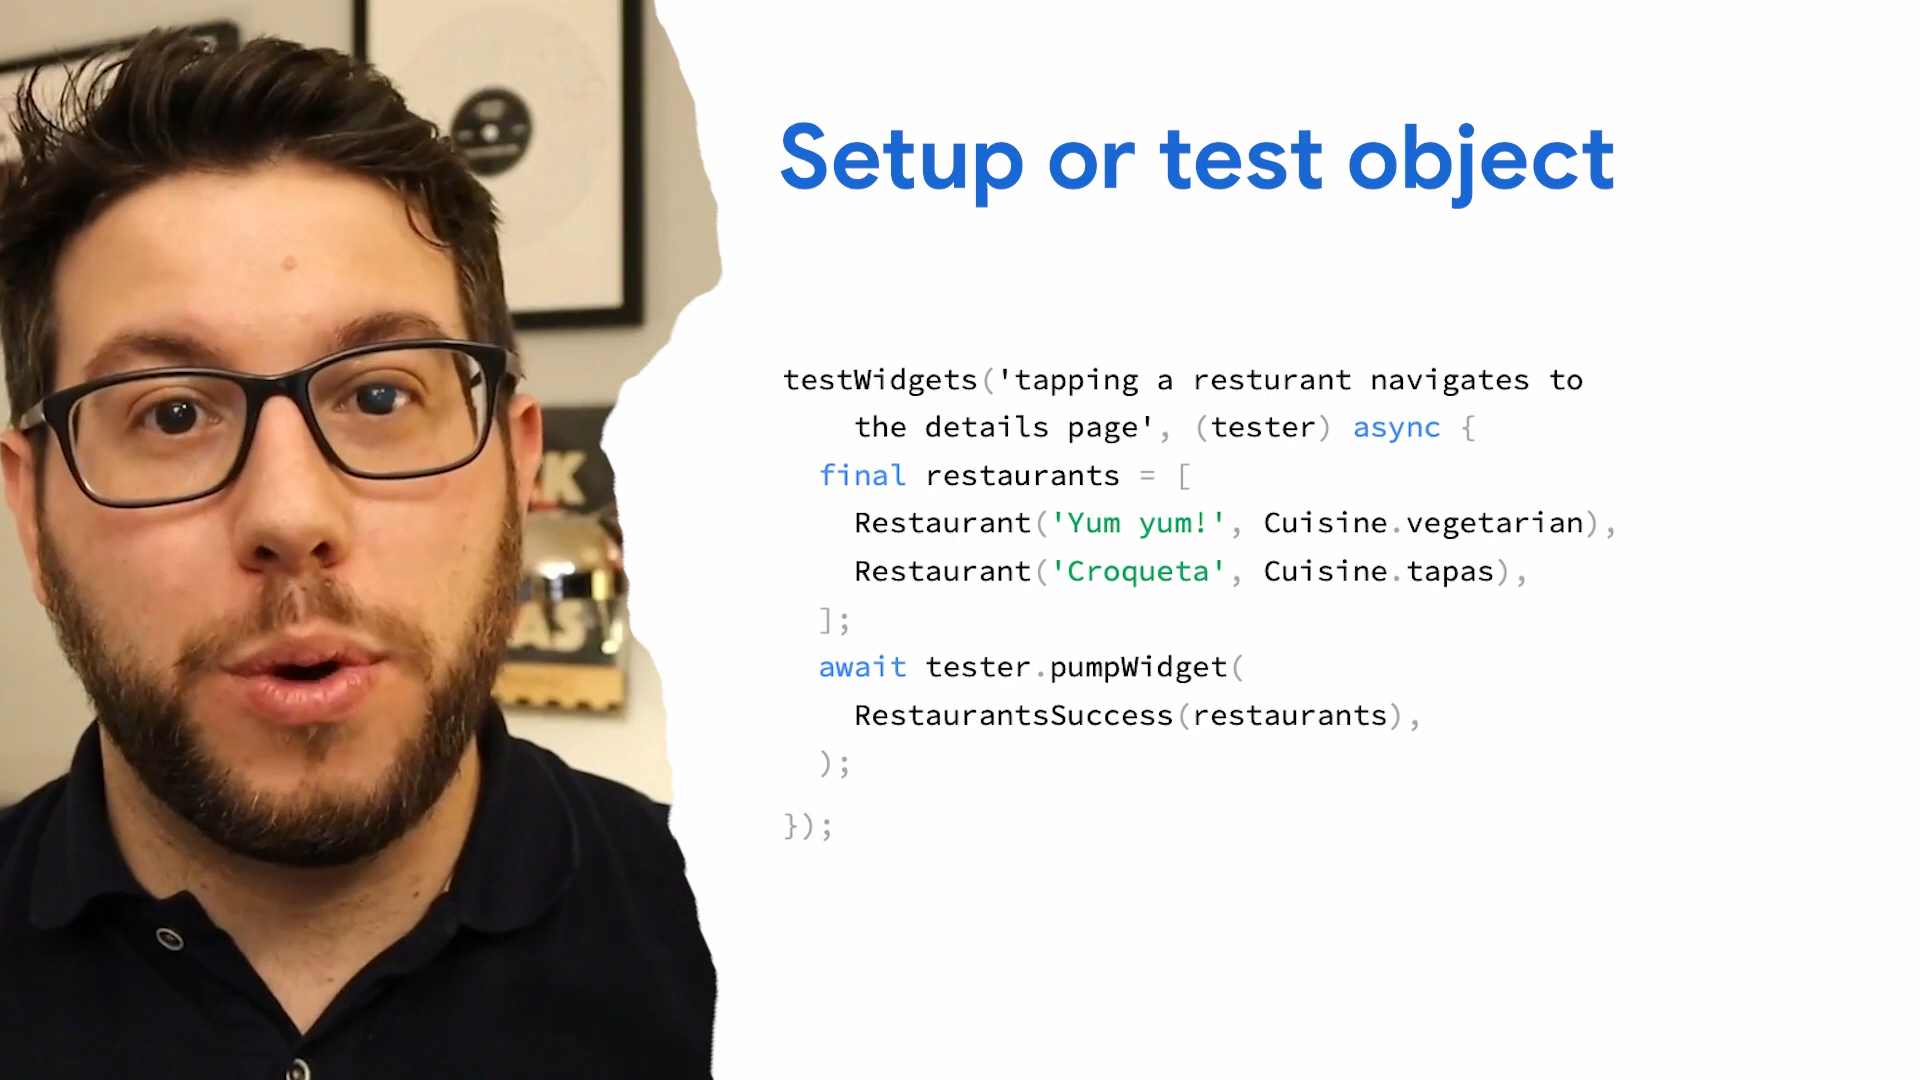 Setup or test object
testWidgets('tapping a resturant navigates to
the details page', (tester) async {
final restaurants = [
Restaurant('Yum yum!', Cuisine.vegetarian),
Restaurant('Croqueta', Cuisine.tapas),
];
await tester.pumpWidget(
RestaurantsSuccess(restaurants),
);
});